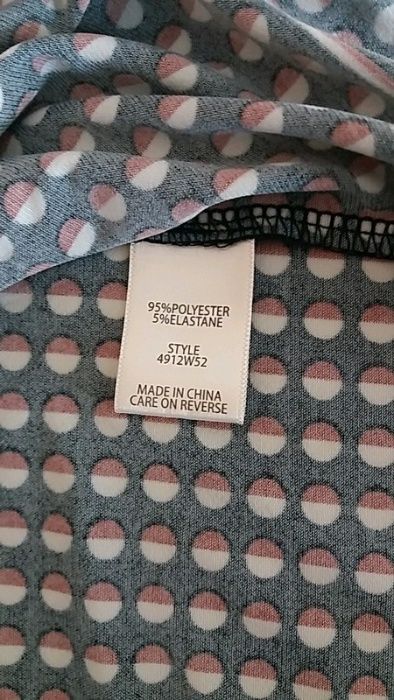 95%POLYESTER
5%ELASTANE
STYLE
4912W52
MADE IN CHINA
CARE ON REVERSE